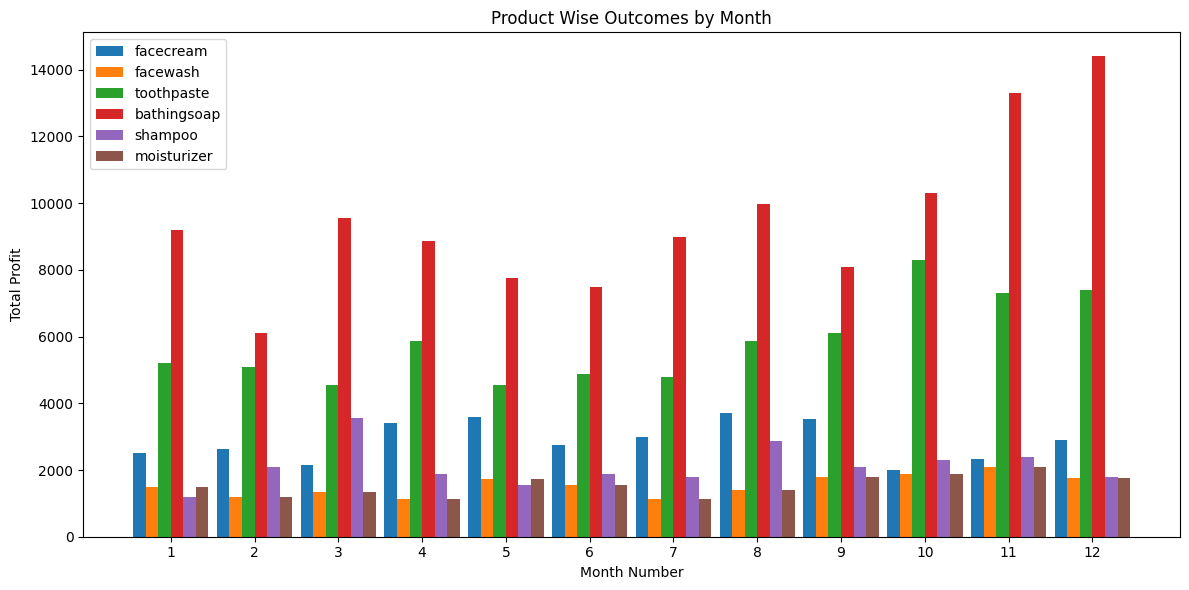 Product Wise Outcomes by Month
facecream
facewash
toothpaste
bathingsoap
shampoo
moisturizer
Total Profit
14000
12000
10000
8000
6000
4000
2000
0
1 2 3 4 5 6 7 8 9 10 11 12
Month Number